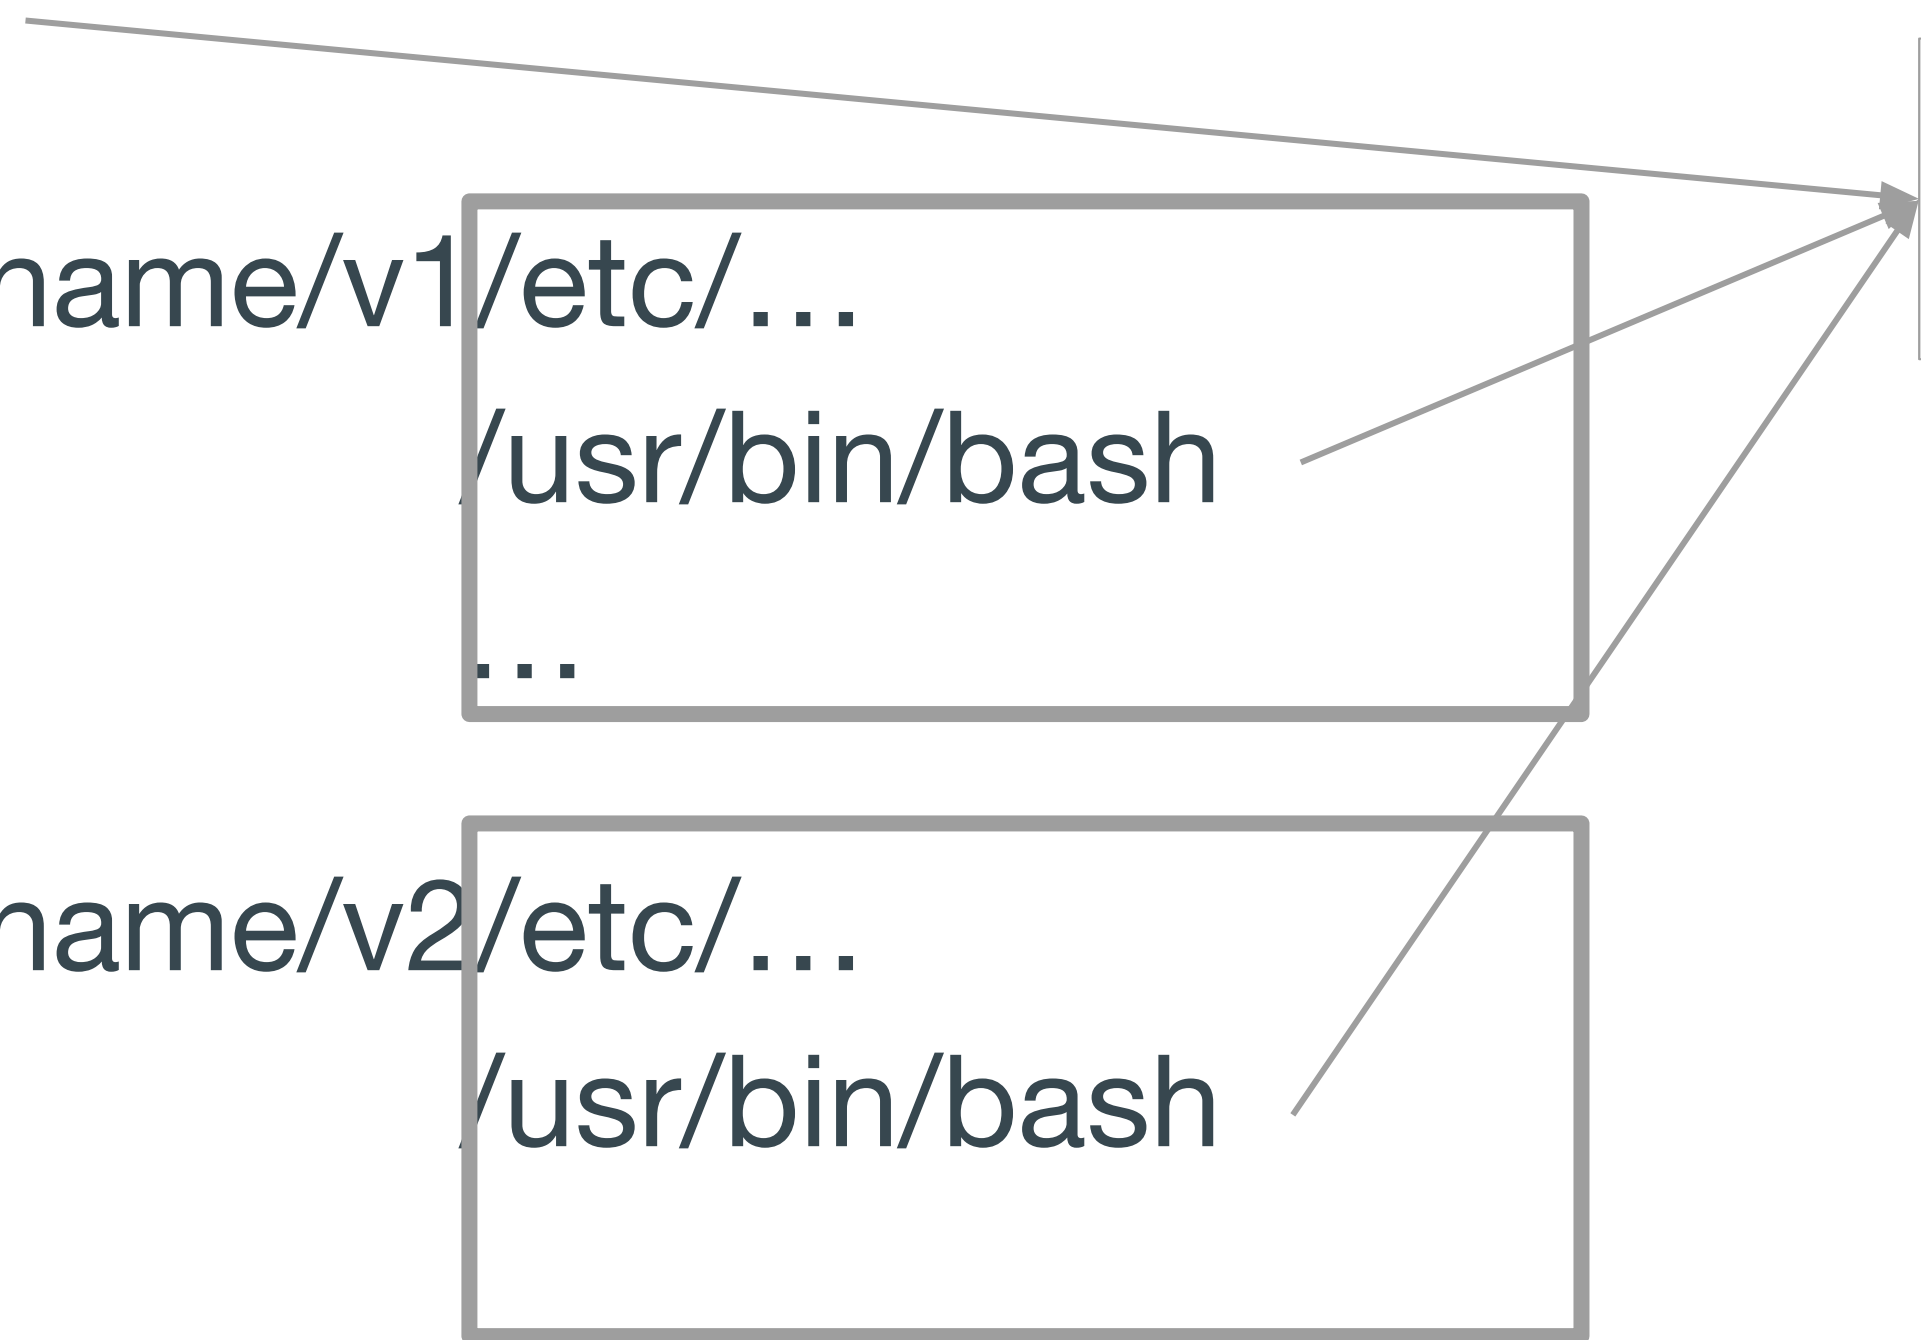 name/v1/etc/…
/usr/bin/bash
…
name/v2/etc/…
/usr/bin/bash